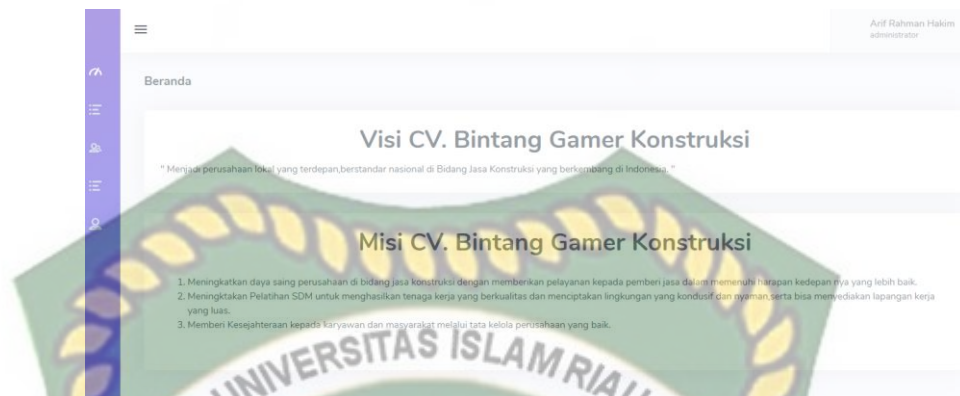 Arif Rahman Hakim
administrator
Beranda
Visi CV. Bintang Gamer Konstruksi
" Menjadi perusahaan lokal yang terdepan,berstandar nasional di Bidang Jasa Konstruksi yang berkembang di Indonesia. "
Misi CV. Bintang Gamer Konstruksi
1. Meningkatkan daya saing perusahaan di bidang jasa konstruksi dengan memberikan pelayanan kepada pemberi jasa dalam memenuhi harapan kedepan nya yang lebih baik.
2. Meningktakan Pelatihan SDM untuk menghasilkan tenaga kerja yang berkualitas dan menciptakan lingkungan yang kondusif dan nyaman,serta bisa menyediakan lapangan kerja
yang luas.
3. Memberi Kesejahteraan kepada karyawan dan masyarakat melalui tata kelola perusahaan yang baik.
UNIVERSITAS ISLAM RIAU